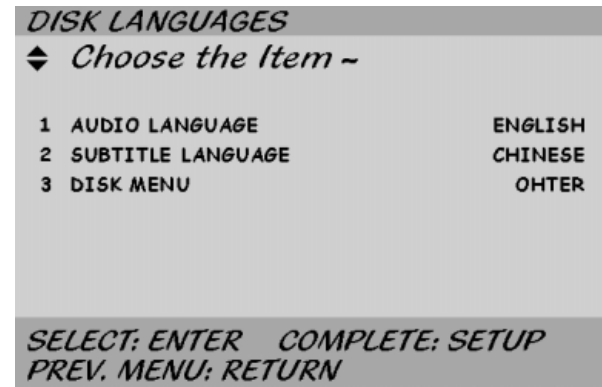 DISK LANGUAGES
Choose the Item ~
1 AUDIO LANGUAGE ENGLISH
2 SUBTITLE LANGUAGE CHINESE
3 DISK MENU OHTER
SELECT: ENTER COMPLETE: SETUP
PREV. MENU: RETURN